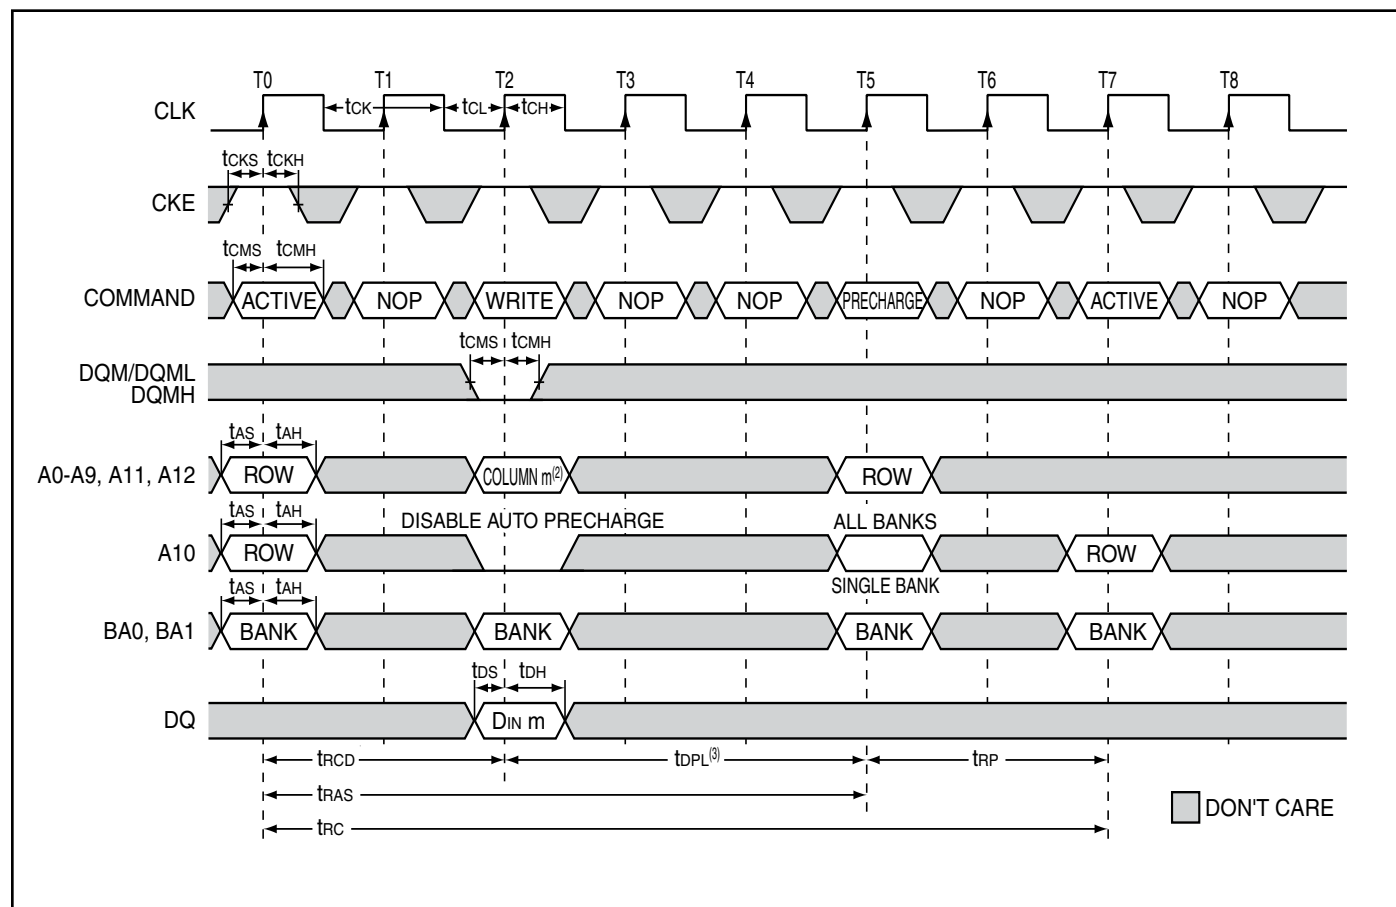 T0 T1 T2 T3 T4 T5 T6 T7 T8
CLK tCK tCL tCH
tCKS tCKH
CKE
tCMS tCMH
COMMAND ACTIVE NOP WRITE NOP NOP PRECHARGE NOP ACTIVE NOP
tCMS tCMH
DQM/DQML
DQMH
tAS tAH
A0-A9, A11, A12 ROW COLUMN m(2) ROW
tAS tAH DISABLE AUTO PRECHARGE ALL BANKS
A10 ROW ROW
tAS tAH SINGLE BANK
BA0, BA1 BANK BANK BANK BANK
tDS tDH
DQ DIN m
tRCD tDPL(3) tRP
tRAS
DON'T CARE
tRC